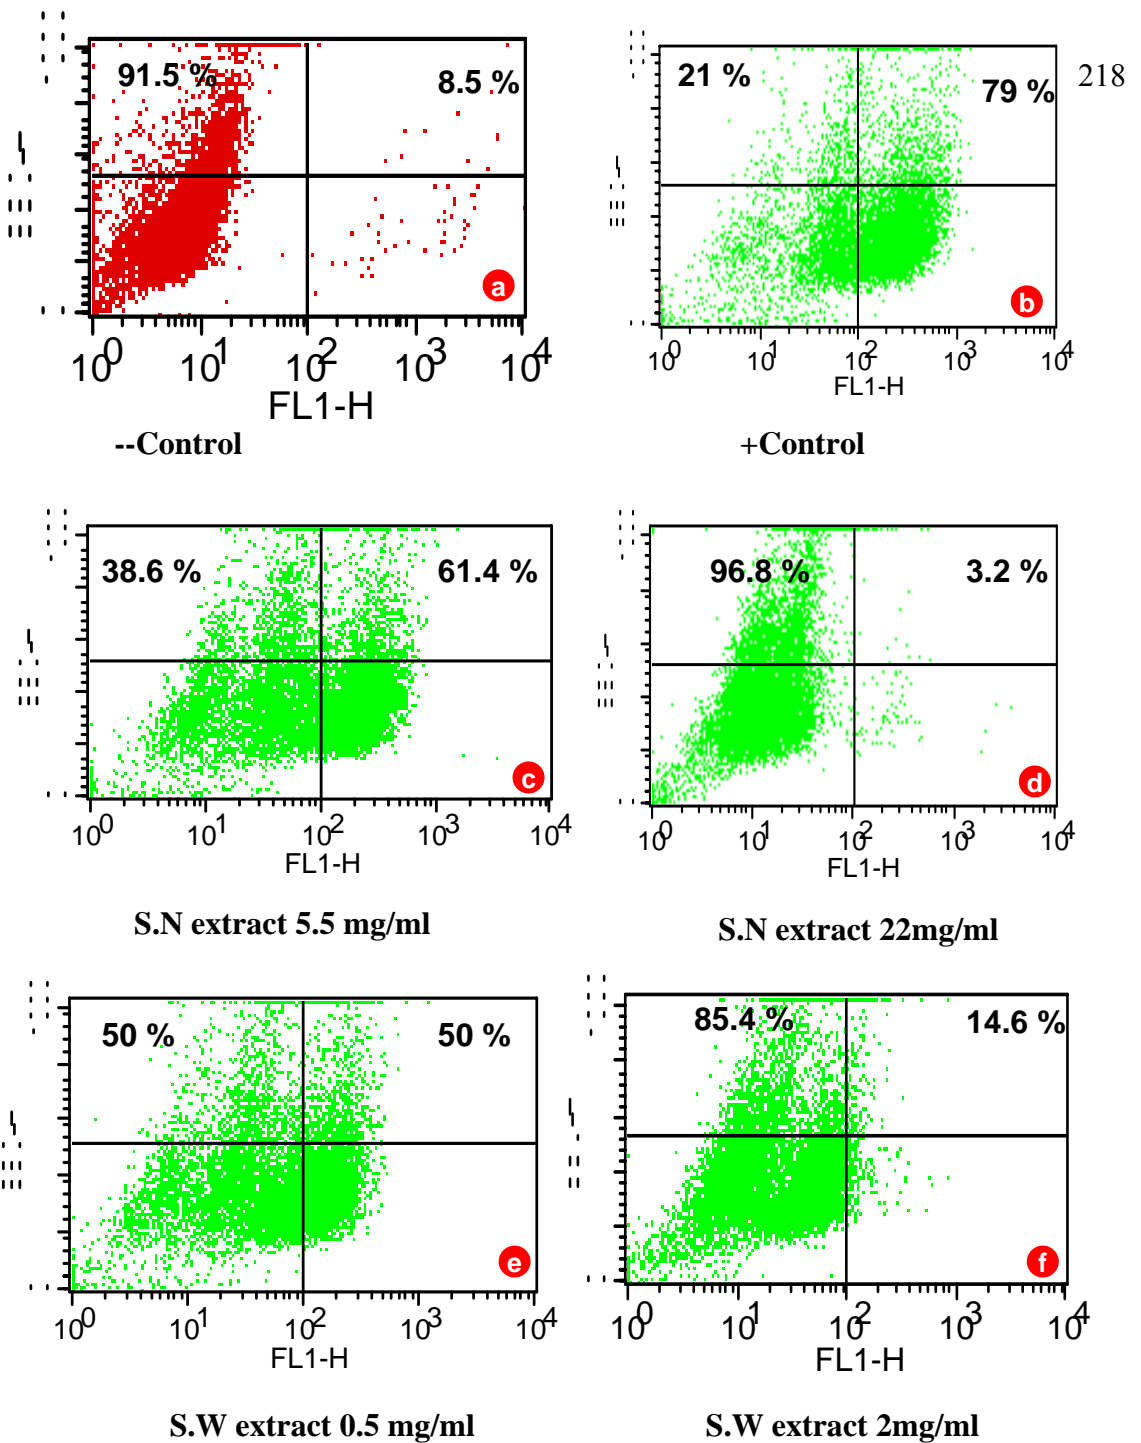 218
91.5 % 8.5 %
a
10^0 10^1 10^2 10^3 10^4
FL1-H
--Control
21 % 79 %
b
10^0 10^1 10^2 10^3 10^4
FL1-H
+Control
38.6 % 61.4 %
c
10^0 10^1 10^2 10^3 10^4
FL1-H
S.N extract 5.5 mg/ml
96.8 % 3.2 %
d
10^0 10^1 10^2 10^3 10^4
FL1-H
S.N extract 22mg/ml
50 % 50 %
e
10^0 10^1 10^2 10^3 10^4
FL1-H
S.W extract 0.5 mg/ml
85.4 % 14.6 %
f
10^0 10^1 10^2 10^3 10^4
FL1-H
S.W extract 2mg/ml